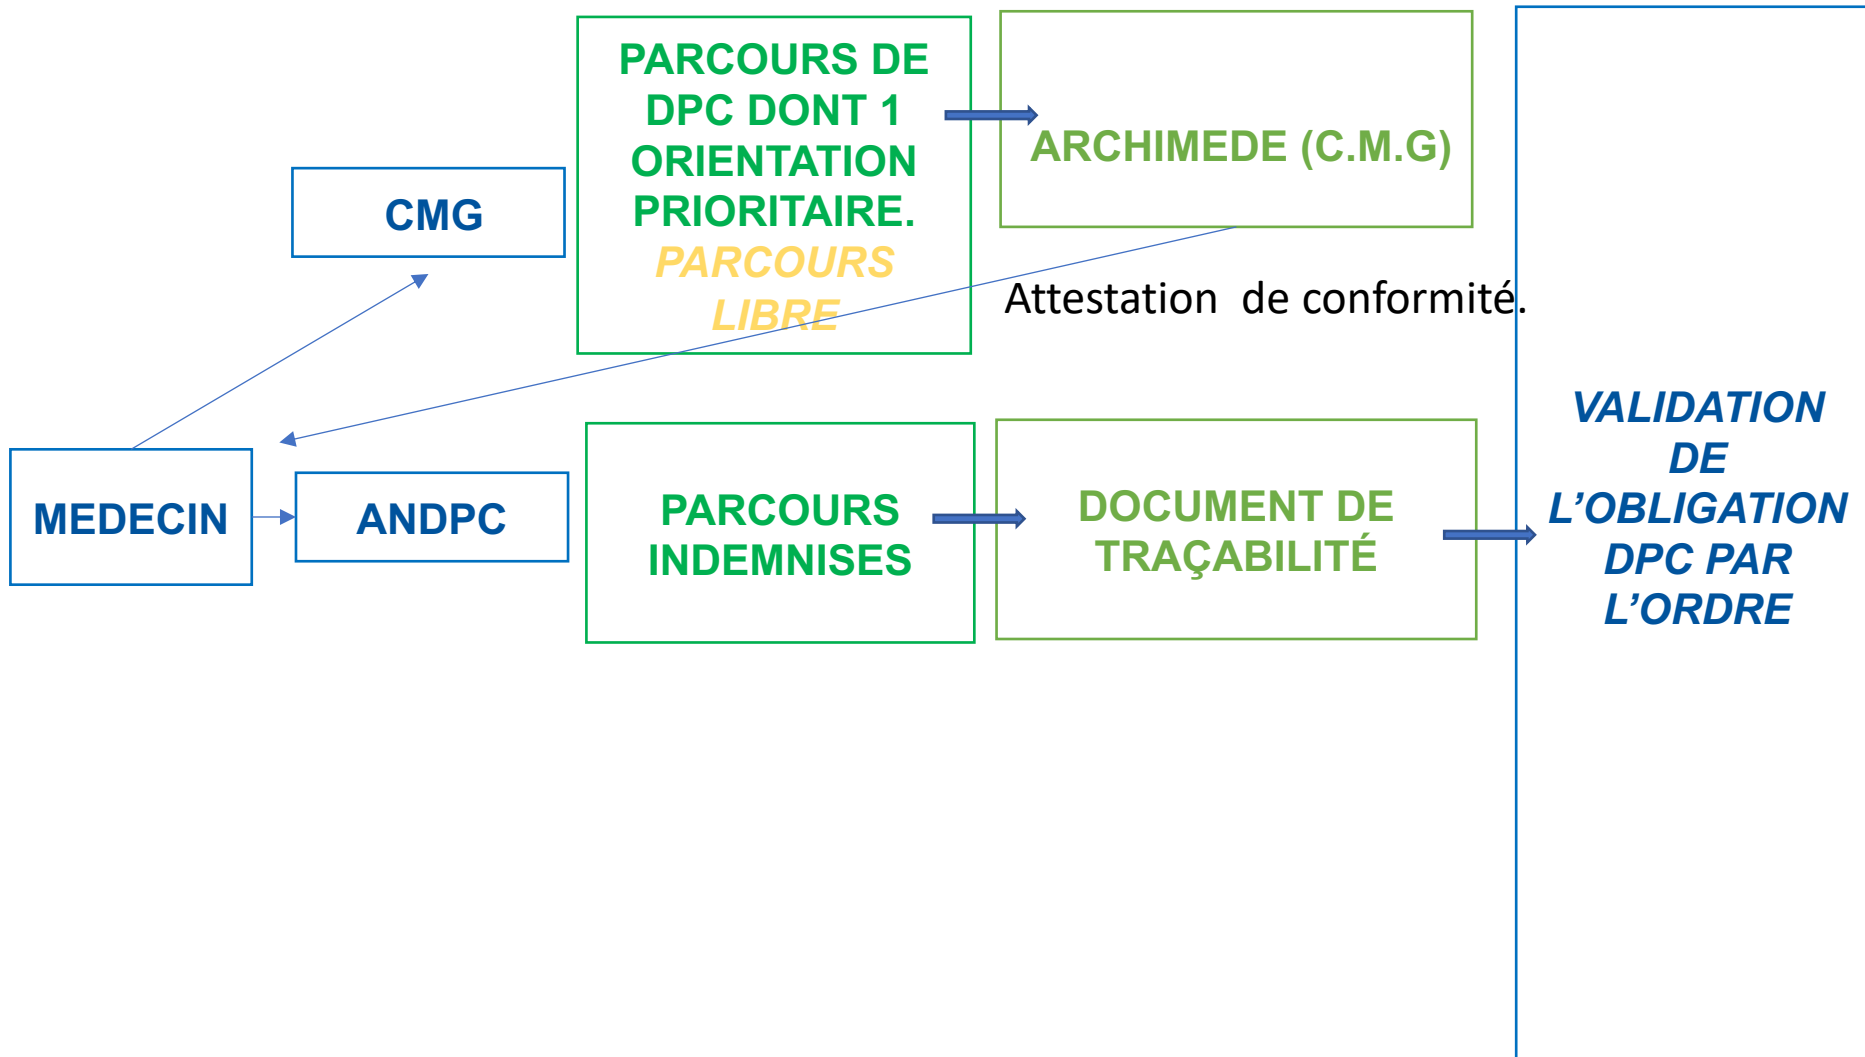 PARCOURS DE
DPC DONT 1
ORIENTATION
PRIORITAIRE.
PARCOURS
LIBRE
ARCHIMEDE (C.M.G)
CMG
Attestation  de conformité.
MEDECIN
ANDPC
PARCOURS
INDEMNISES
DOCUMENT DE
TRAÇABILITÉ
VALIDATION
DE
L’OBLIGATION
DPC PAR
L’ORDRE